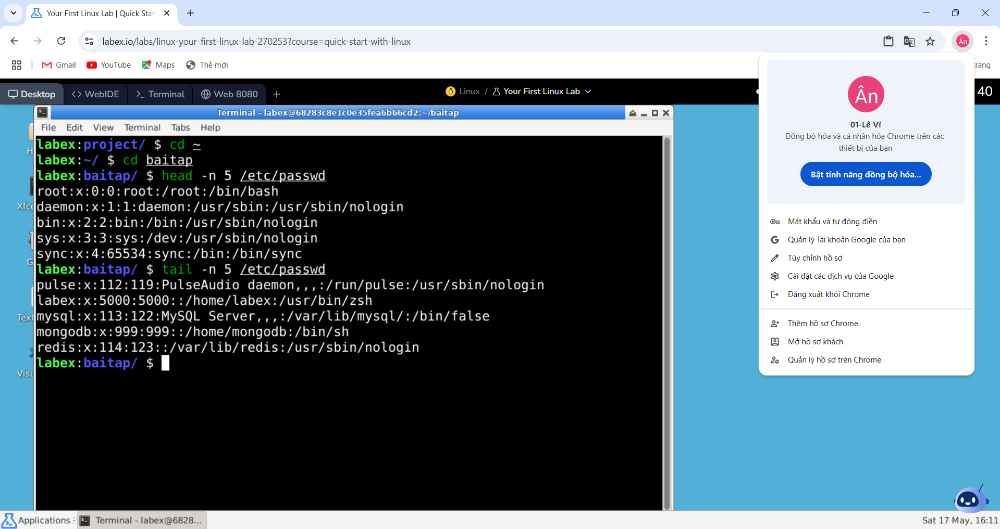 Your First Linux Lab | Quick Star
labex.io/labs/linux-your-first-linux-lab-270253?course=quick-start-with-linux
Ân
Gmail
YouTube
Maps
Thẻ mới
trang
Desktop
WebIDE
Terminal
Web 8080
Linux / Your First Linux Lab
40
Terminal - labex@68283c8e1c0e35fea6b66cd2:~/baitap
File Edit View Terminal Tabs Help
labex:project/ $ cd ~
labex:~/ $ cd baitap
labex:baitap/ $ head -n 5 /etc/passwd
root:x:0:0:root:/root:/bin/bash
daemon:x:1:1:daemon:/usr/sbin:/usr/sbin/nologin
bin:x:2:2:bin:/bin:/usr/sbin/nologin
sys:x:3:3:sys:/dev:/usr/sbin/nologin
sync:x:4:65534:sync:/bin:/bin/sync
labex:baitap/ $ tail -n 5 /etc/passwd
pulse:x:112:119:PulseAudio daemon,,,:/run/pulse:/usr/sbin/nologin
labex:x:5000:5000::/home/labex:/usr/bin/zsh
mysql:x:113:122:MySQL Server,,,:/var/lib/mysql/:/bin/false
mongodb:x:999:999::/home/mongodb:/bin/sh
redis:x:114:123::/var/lib/redis:/usr/sbin/nologin
labex:baitap/ $
H
Xfce
G
Text
Visu
Ân
01-Lê Vĩ
Đồng bộ hóa và cá nhân hóa Chrome trên các
thiết bị của bạn
Bật tính năng đồng bộ hóa...
Mật khẩu và tự động điền
Quản lý Tài khoản Google của bạn
Tùy chỉnh hồ sơ
Cài đặt các dịch vụ của Google
Đăng xuất khỏi Chrome
Thêm hồ sơ Chrome
Mở hồ sơ khách
Quản lý hồ sơ trên Chrome
Applications
Terminal - labex@6828...
Sat 17 May, 16:11